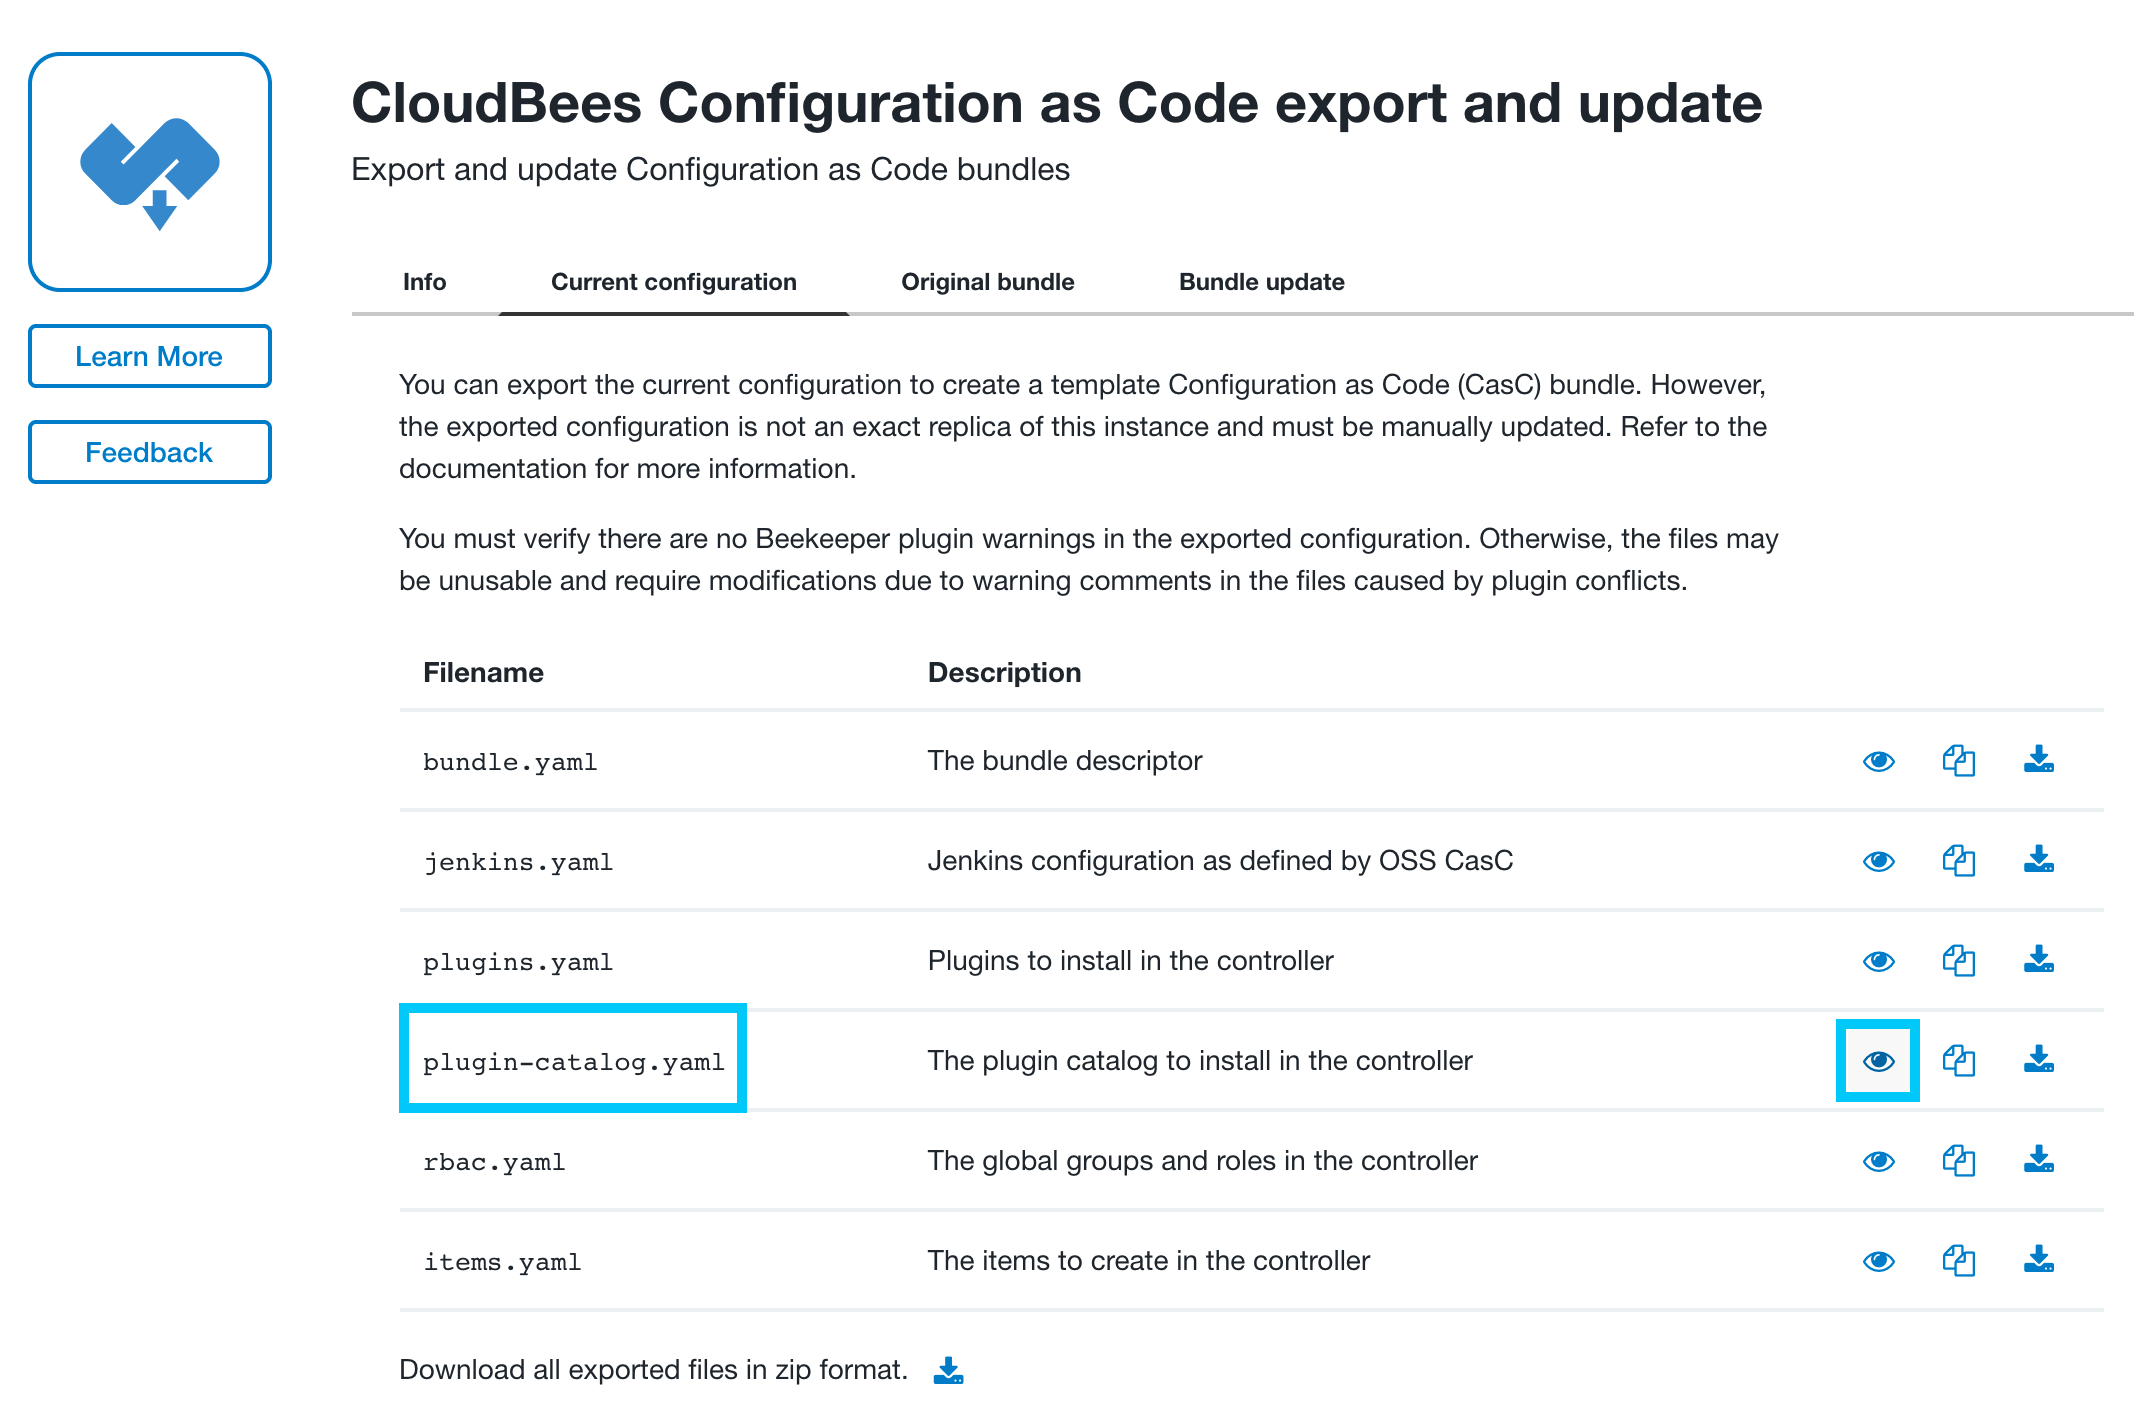 CloudBees Configuration as Code export and update
Export and update Configuration as Code bundles
Learn More
Feedback
Info
Current configuration
Original bundle
Bundle update
You can export the current configuration to create a template Configuration as Code (CasC) bundle. However,
the exported configuration is not an exact replica of this instance and must be manually updated. Refer to the
documentation for more information.
You must verify there are no Beekeeper plugin warnings in the exported configuration. Otherwise, the files may
be unusable and require modifications due to warning comments in the files caused by plugin conflicts.
Filename Description
bundle.yaml The bundle descriptor
jenkins.yaml Jenkins configuration as defined by OSS CasC
plugins.yaml Plugins to install in the controller
plugin-catalog.yaml The plugin catalog to install in the controller
rbac.yaml The global groups and roles in the controller
items.yaml The items to create in the controller
Download all exported files in zip format.